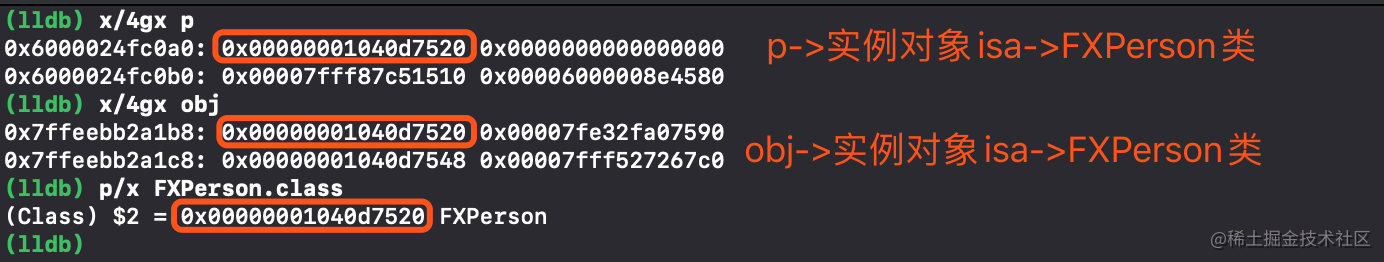 (lldb) x/4gx p
0x6000024fc0a0: 0x00000001040d7520 0x0000000000000000
p->实例对象isa->FXPerson类
0x6000024fc0b0: 0x00007fff87c51510 0x00006000008e4580
(lldb) x/4gx obj
0x7ffeebb2a1b8: 0x00000001040d7520 0x00007fe32fa07590
obj->实例对象isa->FXPerson类
0x7ffeebb2a1c8: 0x00000001040d7548 0x00007fff527267c0
(lldb) p/x FXPerson.class
(Class) $2 = 0x00000001040d7520 FXPerson
(lldb)
@稀土掘金技术社区